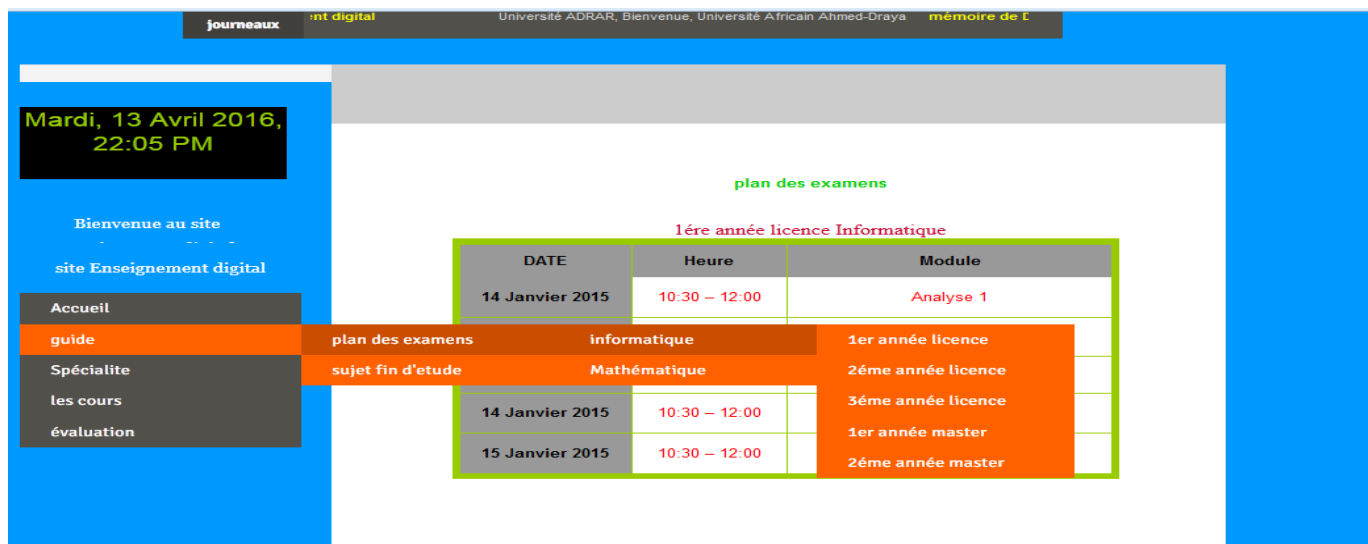 journeaux
ent digital Université ADRAR, Bienvenue, Université Africain Ahmed-Draya mémoire de
Mardi, 13 Avril 2016,
22:05 PM
Bienvenue au site
site Enseignement digital
Accueil
guide
Spécialite
les cours
évaluation
plan des examens
sujet fin d'etude
informatique
Mathématique
1er année licence
2éme année licence
3éme année licence
1er année master
2éme année master
plan des examens
1ére année licence Informatique
DATE Heure Module
14 Janvier 2015 10:30 – 12:00 Analyse 1
14 Janvier 2015 10:30 – 12:00
15 Janvier 2015 10:30 – 12:00